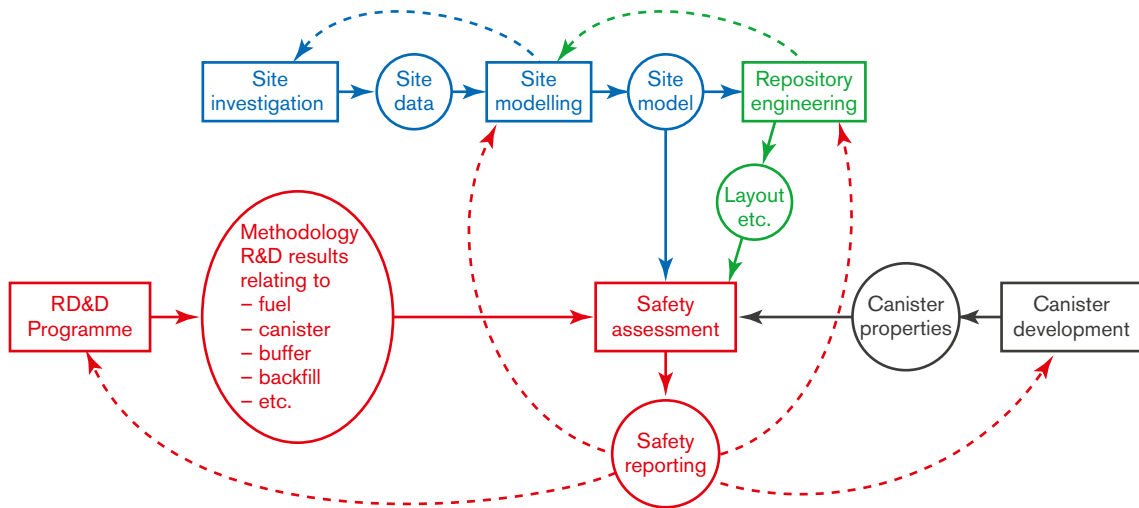 Site
investigation
Site
data
Site
modelling
Site
model
Repository
engineering
Layout
etc.
Methodology
R&D results
relating to
– fuel
– canister
– buffer
– backfill
– etc.
RD&D
Programme
Safety
assessment
Canister
properties
Canister
development
Safety
reporting